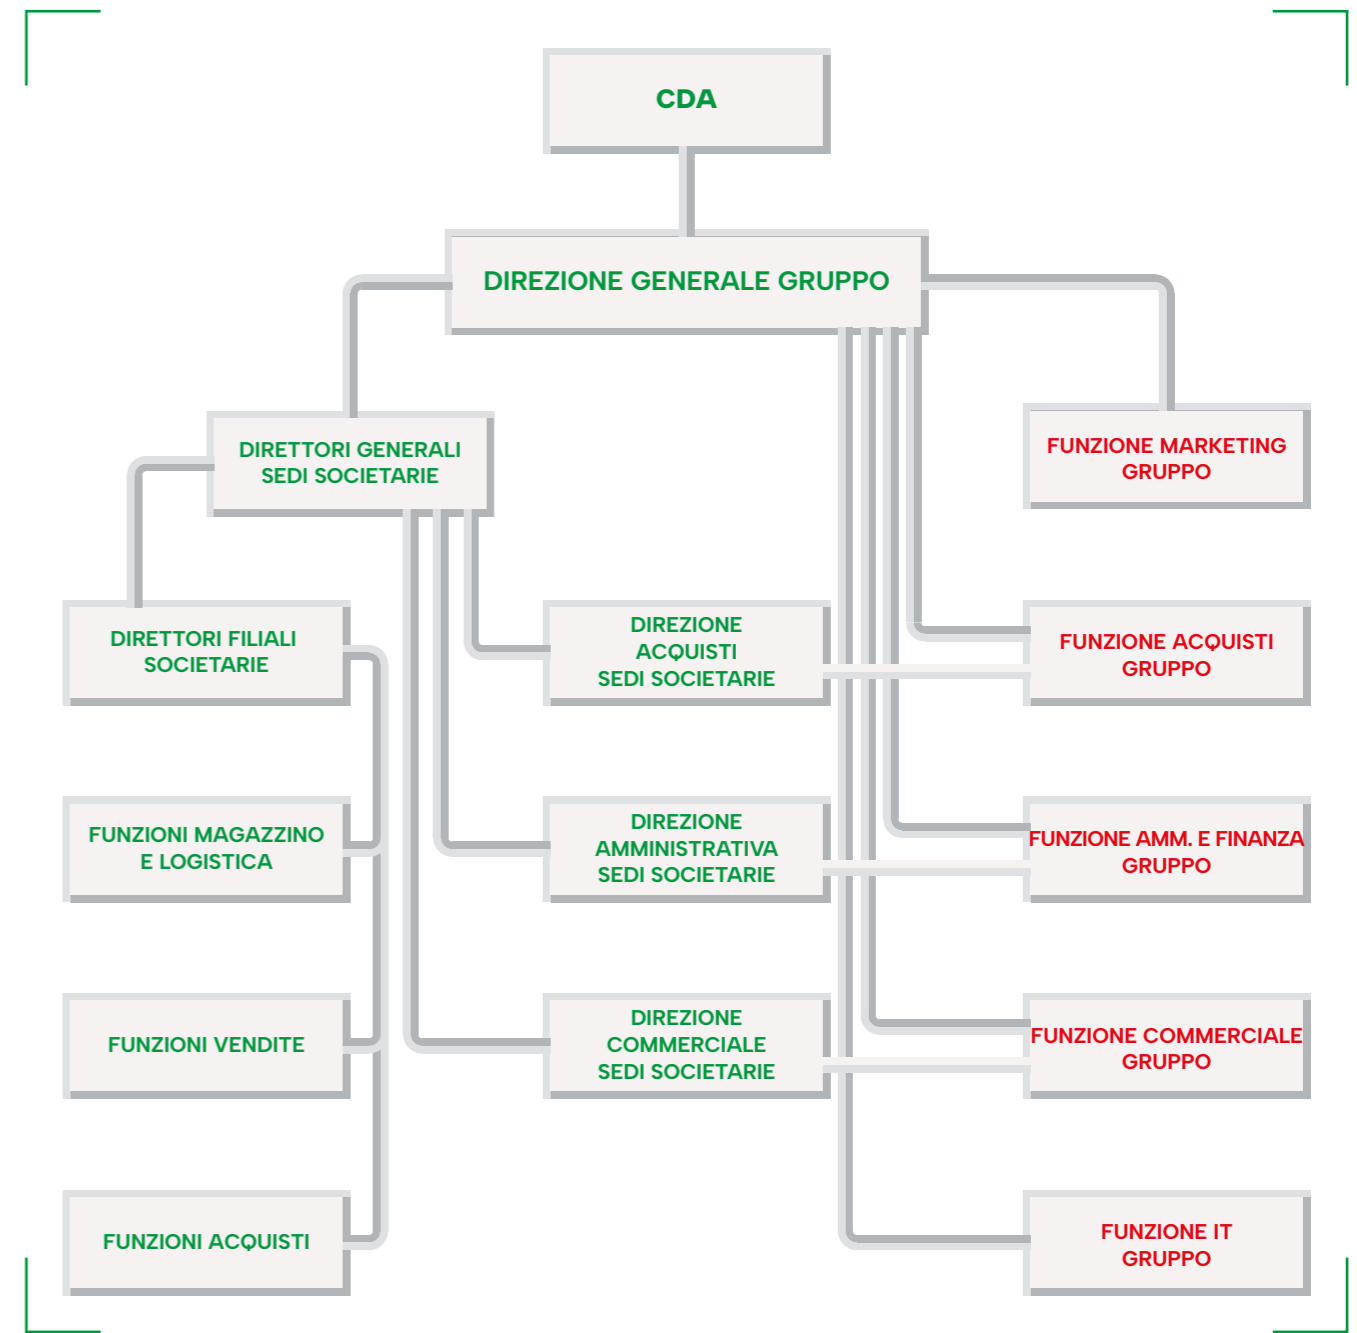 CDA
DIREZIONE GENERALE GRUPPO
DIRETTORI GENERALI
SEDI SOCIETARIE
FUNZIONE MARKETING
GRUPPO
DIRETTORI FILIALI
SOCIETARIE
DIREZIONE
ACQUISTI
SEDI SOCIETARIE
FUNZIONE ACQUISTI
GRUPPO
FUNZIONI MAGAZZINO
E LOGISTICA
DIREZIONE
AMMINISTRATIVA
SEDI SOCIETARIE
FUNZIONE AMM. E FINANZA
GRUPPO
FUNZIONI VENDITE
DIREZIONE
COMMERCIALE
SEDI SOCIETARIE
FUNZIONE COMMERCIALE
GRUPPO
FUNZIONI ACQUISTI
FUNZIONE IT
GRUPPO